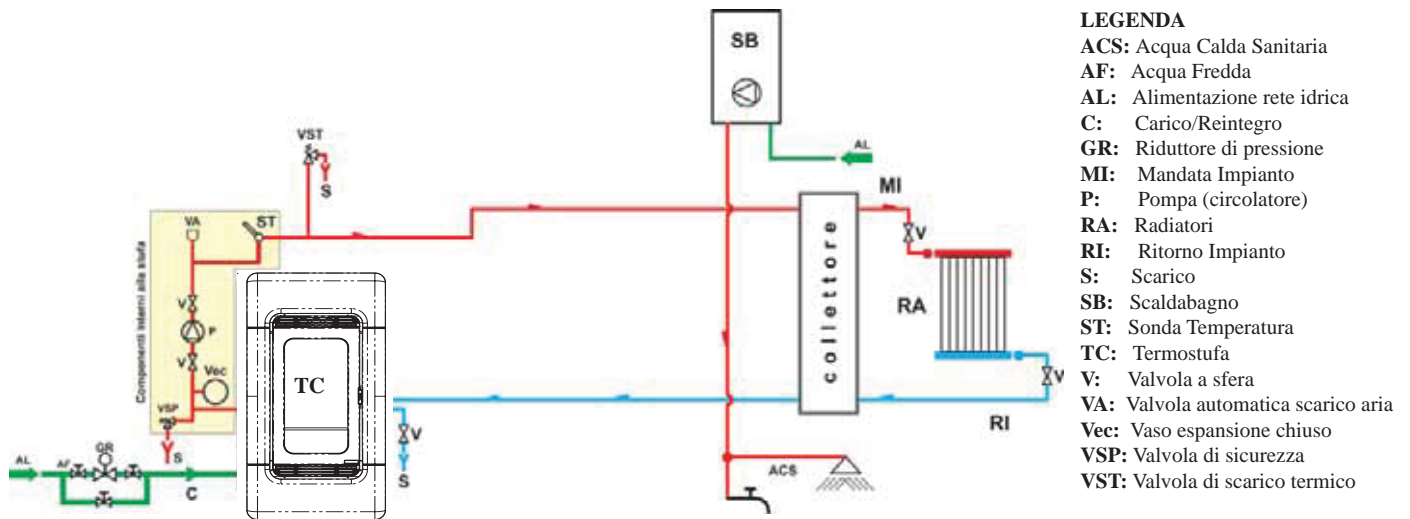 SB
AL
VST
S
MI
VA
ST
V
V
P
V
Vec
VSP
S
Componenti interni alla stufa
TC
collettore
RA
V
RI
V
S
AL
AF
GR
C
ACS
LEGENDA
ACS: Acqua Calda Sanitaria
AF: Acqua Fredda
AL: Alimentazione rete idrica
C: Carico/Reintegro
GR: Riduttore di pressione
MI: Mandata Impianto
P: Pompa (circolatore)
RA: Radiatori
RI: Ritorno Impianto
S: Scarico
SB: Scaldabagno
ST: Sonda Temperatura
TC: Termostufa
V: Valvola a sfera
VA: Valvola automatica scarico aria
Vec: Vaso espansione chiuso
VSP: Valvola di sicurezza
VST: Valvola di scarico termico